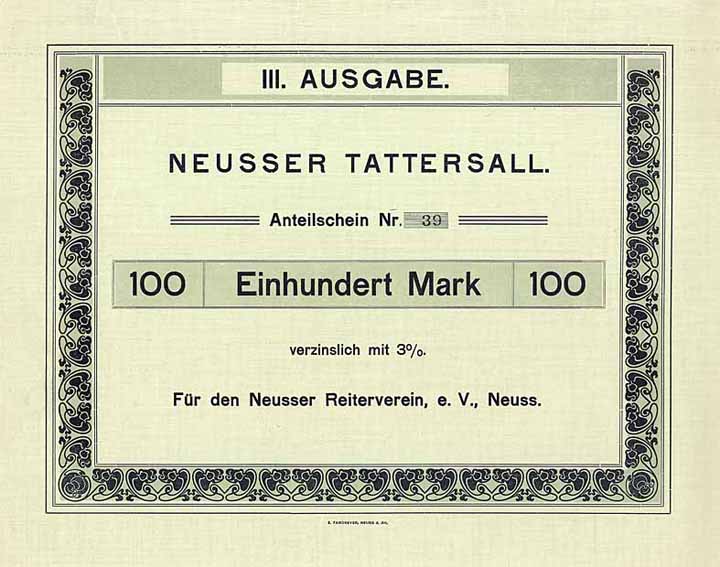 III. AUSGABE.
NEUSSER TATTERSALL.
Anteilschein Nr. 39
100 Einhundert Mark 100
verzinslich mit 3%.
Für den Neusser Reiterverein, e. V., Neuss.